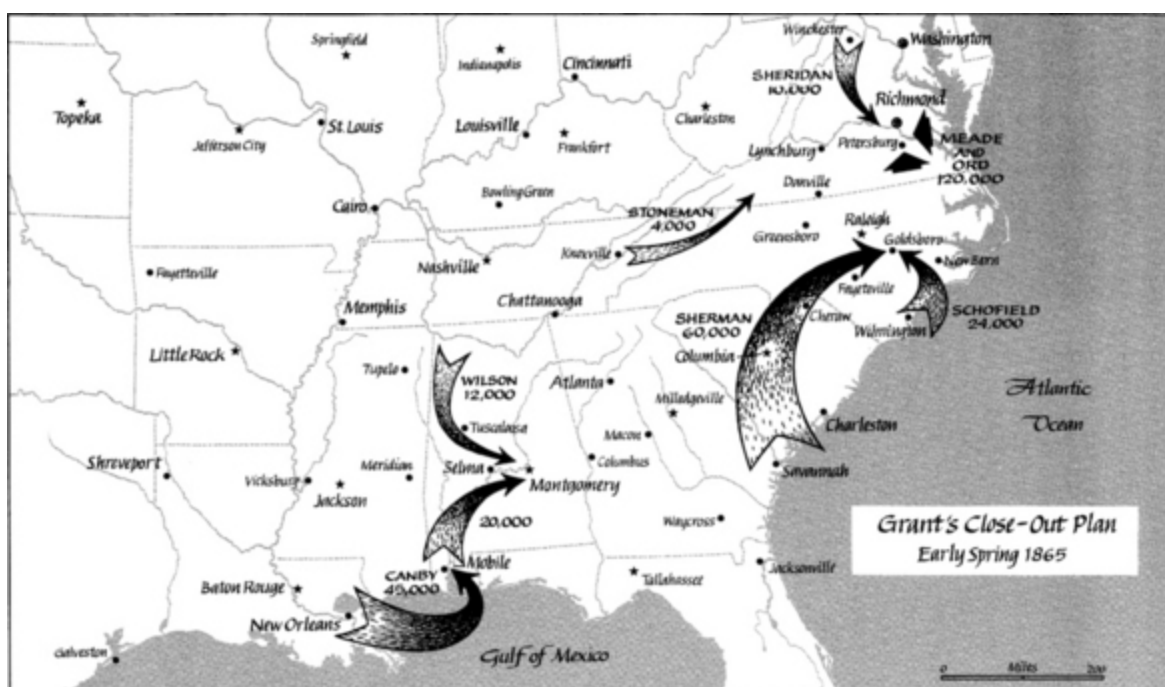 Winchester
Washington
Springfield
Indianapolis
Cincinnati
SHERIDAN
10,000
Richmond
Topeka
Charleston
St. Louis
Louisville
Jefferson City
Frankfort
Lynchburg
Petersburg
MEADE
AND
ORD
120,000
Bowling Green
Danville
Cairo
STONEMAN
4,000
Raleigh
Greensboro
Goldsboro
Knoxville
New Bern
Nashville
Fayetteville
Fayetteville
Chattanooga
Memphis
SHERMAN
60,000
Cheraw
Wilmington
SCHOFIELD
24,000
Little Rock
Columbia
Tupelo
WILSON
12,000
Atlanta
Milledgeville
Atlantic
Ocean
Charleston
Tuscaloosa
Macon
Shreveport
Meridian
Selma
Columbus
Savannah
Vicksburg
Jackson
Montgomery
20,000
Waycross
Grant's Close-Out Plan
Early Spring 1865
CANBY
45,000
Mobile
Jacksonville
Tallahassee
Baton Rouge
New Orleans
Galveston
Gulf of Mexico
0 Miles 200